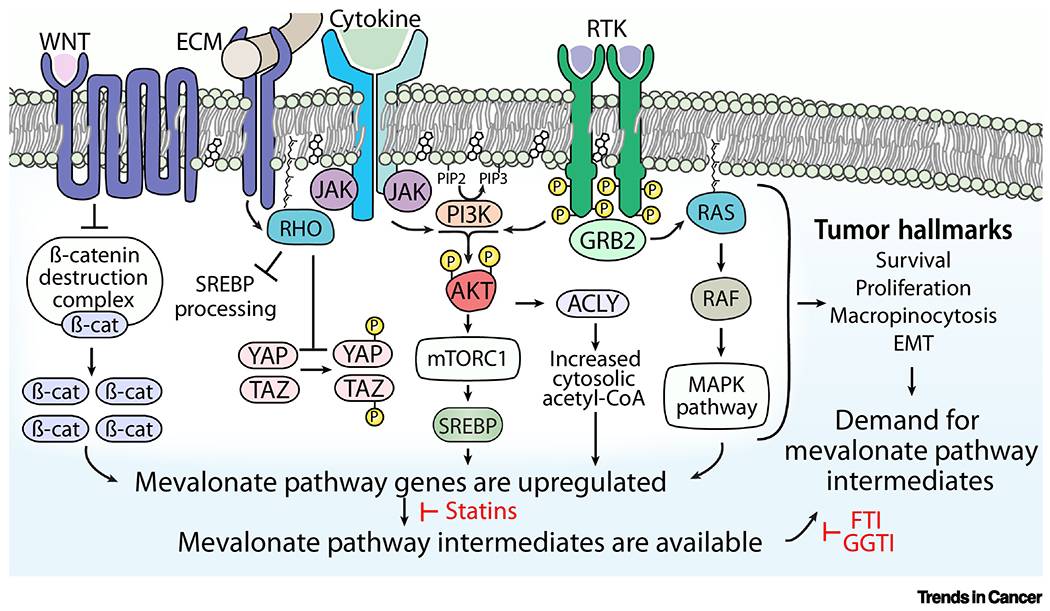 WNT
ECM
Cytokine
RTK
JAK
JAK
PIP2
PIP3
PI3K
P
P
P
P
P
P
GRB2
RAS
RHO
ß-catenin
destruction
complex
ß-cat
SREBP
processing
P
P
AKT
ACLY
RAF
Tumor hallmarks
Survival
Proliferation
Macropinocytosis
EMT
YAP
TAZ
P
YAP
TAZ
P
mTORC1
SREBP
Increased
cytosolic
acetyl-CoA
MAPK
pathway
ß-cat
ß-cat
ß-cat
ß-cat
Demand for
mevalonate pathway
intermediates
Mevalonate pathway genes are upregulated
Statins
Mevalonate pathway intermediates are available
FTI
GGTI
Trends in Cancer